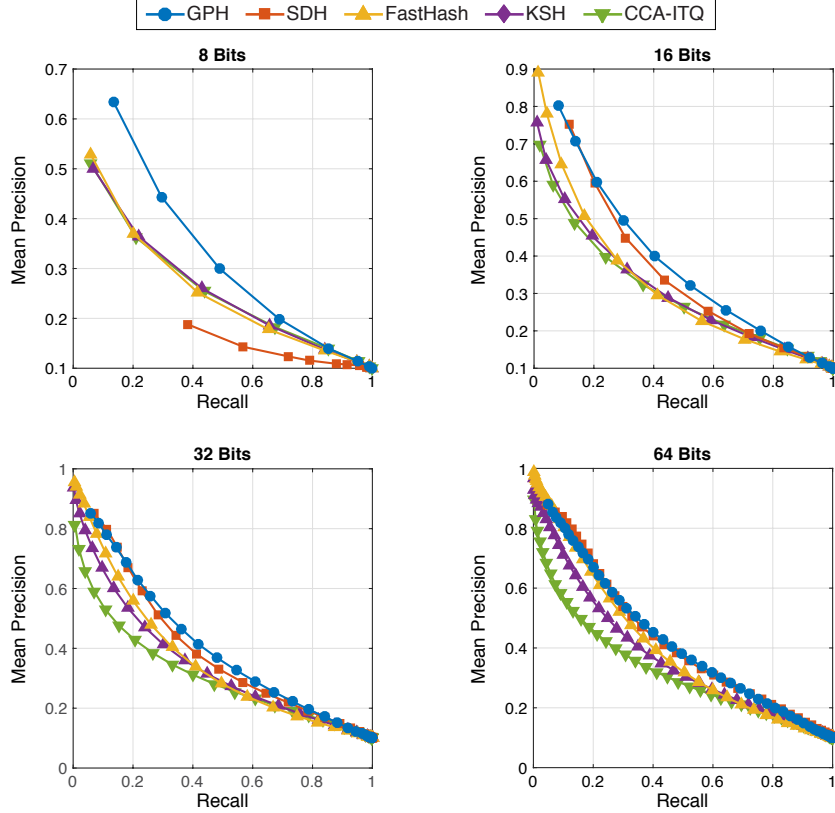 GPH SDH FastHash KSH CCA-ITQ
8 Bits
0.7
0.6
0.5
0.4
0.3
0.2
0.1
0 0.2 0.4 0.6 0.8 1
Mean Precision
Recall
16 Bits
0.9
0.8
0.7
0.6
0.5
0.4
0.3
0.2
0.1
0 0.2 0.4 0.6 0.8 1
Mean Precision
Recall
32 Bits
1
0.8
0.6
0.4
0.2
0
0 0.2 0.4 0.6 0.8 1
Mean Precision
Recall
64 Bits
1
0.8
0.6
0.4
0.2
0
0 0.2 0.4 0.6 0.8 1
Mean Precision
Recall